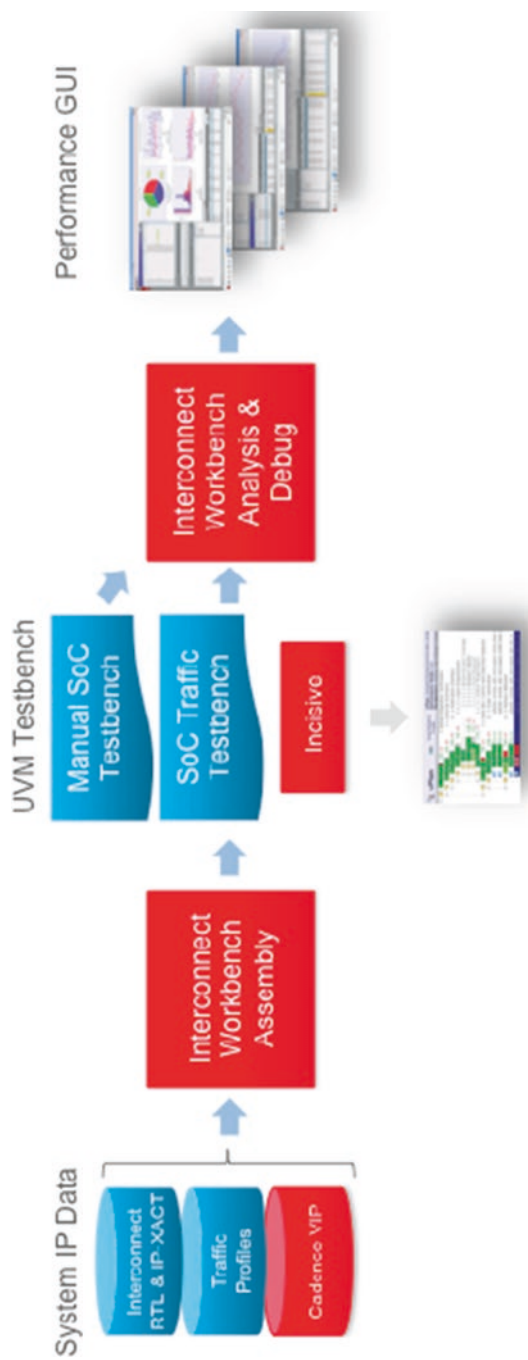 System IP Data
Interconnect
RTL & IP-XACT
Traffic
Profiles
Cadence VIP
Interconnect
Workbench
Assembly
UVM Testbench
Manual SoC
Testbench
SoC Traffic
Testbench
Incisivo
Interconnect
Workbench
Analysis &
Debug
Performance GUI